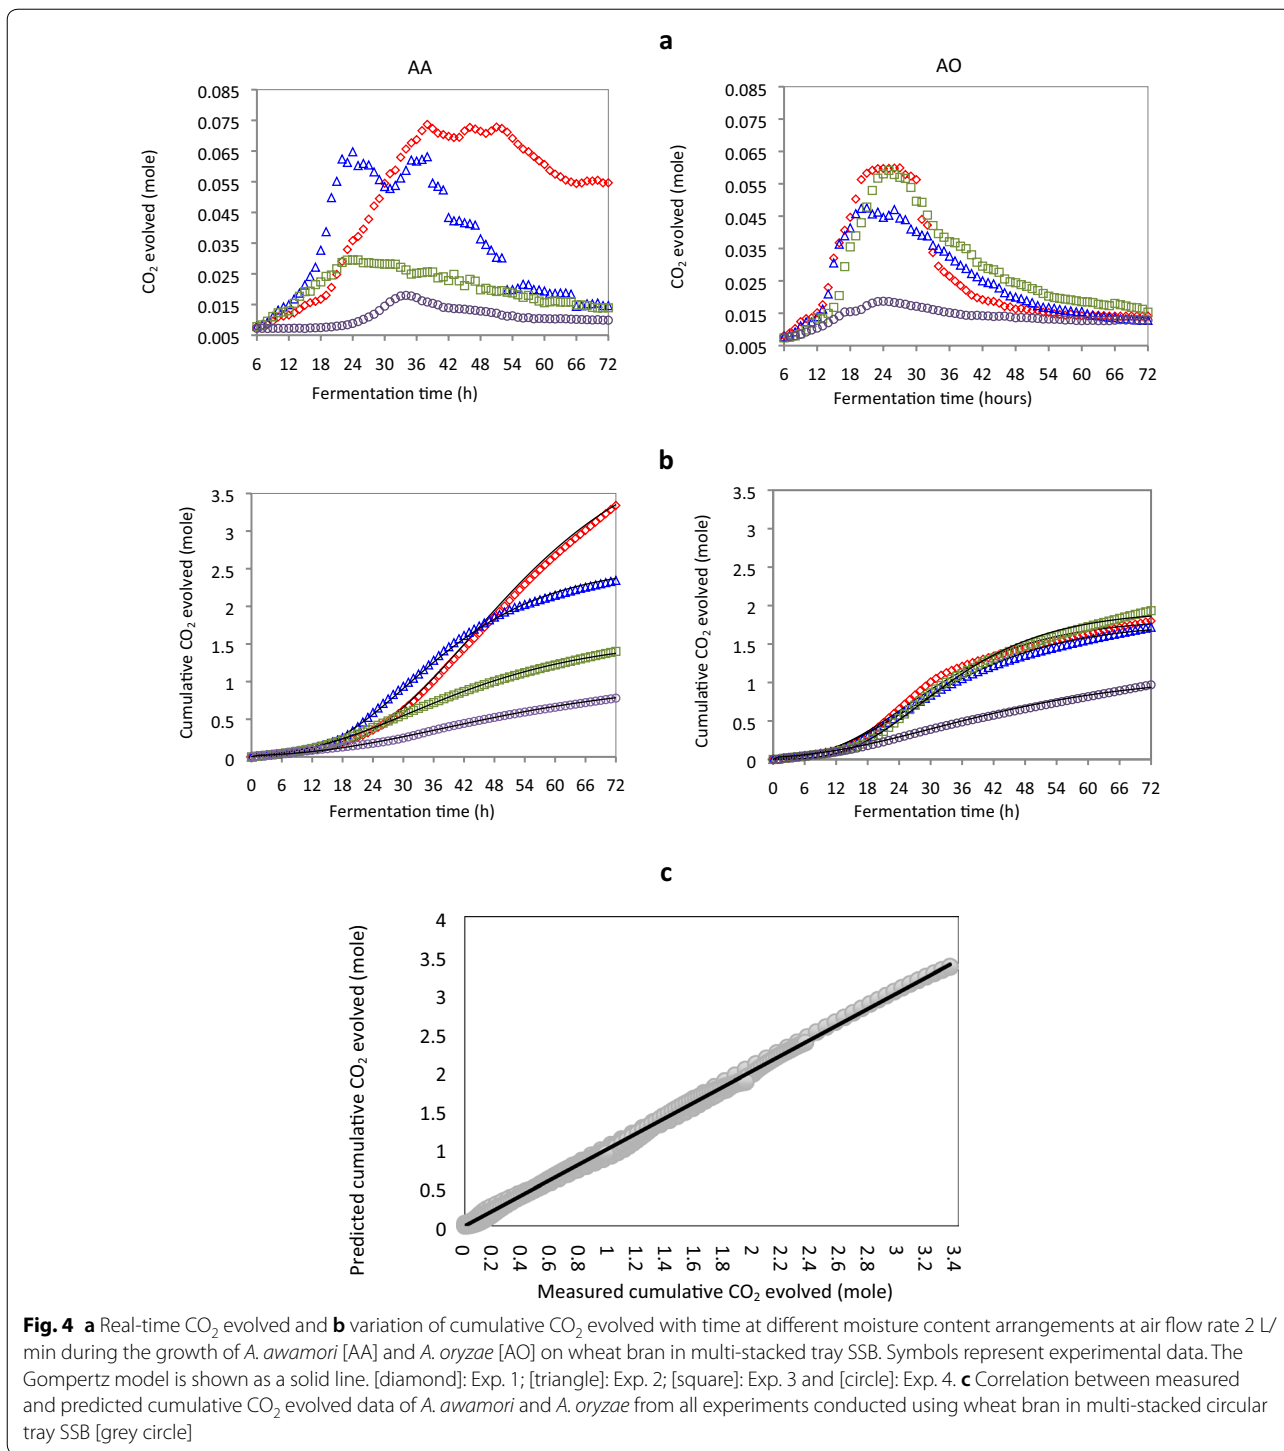 a
AA
AO
0.085
0.075
0.065
0.055
0.045
0.035
0.025
0.015
0.005
CO2 evolved (mole)
6 12 18 24 30 36 42 48 54 60 66 72
Fermentation time (h)
0.085
0.075
0.065
0.055
0.045
0.035
0.025
0.015
0.005
CO2 evolved (mole)
6 12 18 24 30 36 42 48 54 60 66 72
Fermentation time (hours)
b
3.5
3
2.5
2
1.5
1
0.5
0
Cumulative CO2 evolved (mole)
0 6 12 18 24 30 36 42 48 54 60 66 72
Fermentation time (h)
3.5
3
2.5
2
1.5
1
0.5
0
Cumulative CO2 evolved (mole)
0 6 12 18 24 30 36 42 48 54 60 66 72
Fermentation time (h)
c
4
3.5
3
2.5
2
1.5
1
0.5
0
Predicted cumulative CO2 evolved (mole)
0 0.2 0.4 0.6 0.8 1 1.2 1.4 1.6 1.8 2 2.2 2.4 2.6 3 3.2 3.4
Measured cumulative CO2 evolved (mole)
Fig. 4 a Real-time CO2 evolved and b variation of cumulative CO2 evolved with time at different moisture content arrangements at air flow rate 2 L/
min during the growth of A. awamori [AA] and A. oryzae [AO] on wheat bran in multi-stacked tray SSB. Symbols represent experimental data. The
Gompertz model is shown as a solid line. [diamond]: Exp. 1; [triangle]: Exp. 2; [square]: Exp. 3 and [circle]: Exp. 4. c Correlation between measured
and predicted cumulative CO2 evolved data of A. awamori and A. oryzae from all experiments conducted using wheat bran in multi-stacked circular
tray SSB [grey circle]